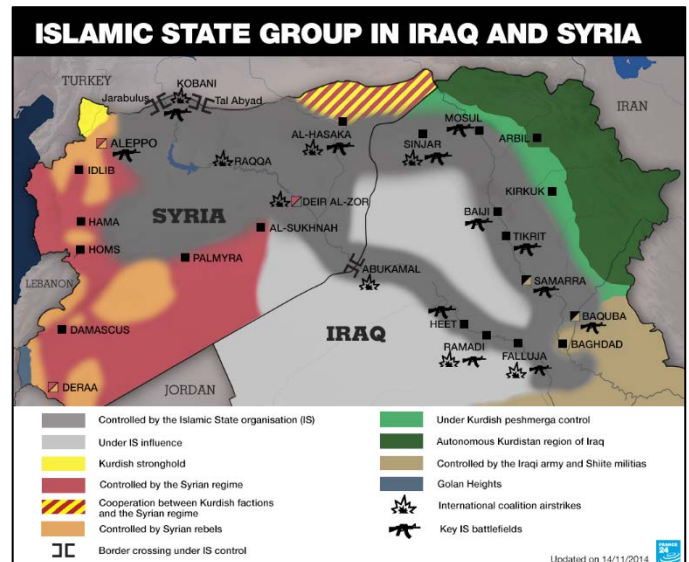 ISLAMIC STATE GROUP IN IRAQ AND SYRIA
TURKEY
KOBANI
Jarabulus
Tal Abyad
IRAN
MOSUL
ALEPPO
AL-HASAKA
SINJAR
ARBIL
RAQQA
IDLIB
KIRKUK
DEIR AL-ZOR
SYRIA
BAIJI
HAMA
AL-SUKHNAH
TIKRIT
HOMS
PALMYRA
ABUKAMAL
SAMARRA
LEBANON
IRAQ
HEET
BAQUBA
DAMASCUS
RAMADI
FALLUJA
BAGHDAD
DERAA
JORDAN
Controlled by the Islamic State organisation (IS)
Under IS influence
Kurdish stronghold
Controlled by the Syrian regime
Cooperation between Kurdish factions
and the Syrian regime
Controlled by Syrian rebels
Border crossing under IS control
Under Kurdish peshmerga control
Autonomous Kurdistan region of Iraq
Controlled by the Iraqi army and Shiite militias
Golan Heights
International coalition airstrikes
Key IS battlefields
Updated on 14/11/2014
FRANCE
24